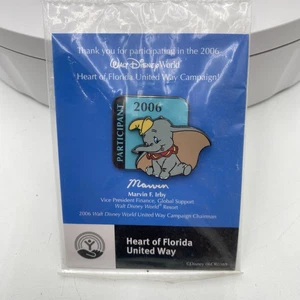 Thank you for participating in the 2006
Walt Disney World
Heart of Florida United Way Campaign!
2006
PARTICIPANT
Marvin
Marvin F. Irby
Vice President Finance, Global Support
Walt Disney World® Resort
2006 Walt Disney World United Way Campaign Chairman
Heart of Florida
United Way